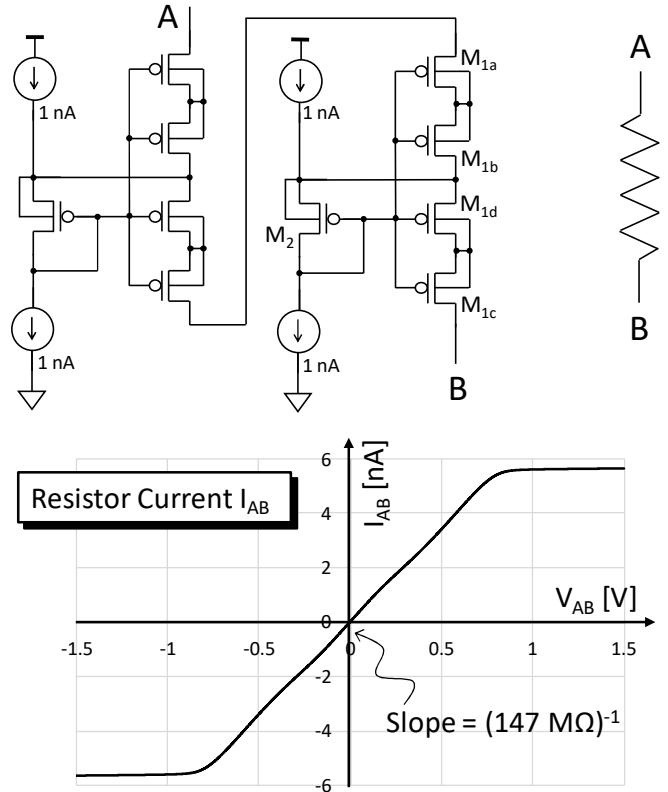 A
1 nA
1 nA
1 nA
M1a
M1b
M1d
M2
M1c
1 nA
B
A
B
Resistor Current IAB
IAB [nA]
VAB [V]
6
4
2
0
-2
-4
-6
-1.5
-1
-0.5
0
0.5
1
1.5
Slope = (147 MΩ)-1